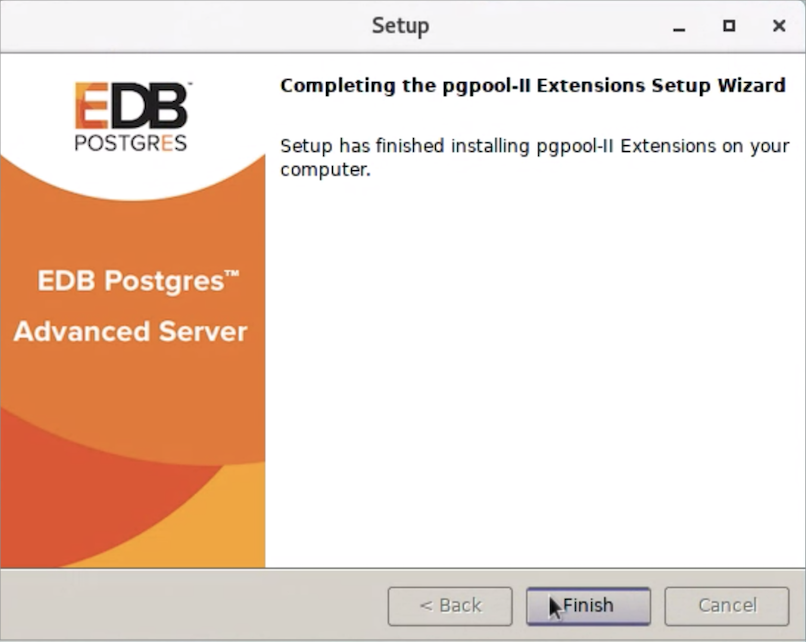 Setup
EDB™
POSTGRES
EDB Postgres™
Advanced Server
Completing the pgpool-II Extensions Setup Wizard
Setup has finished installing pgpool-II Extensions on your
computer.
< Back
Finish
Cancel